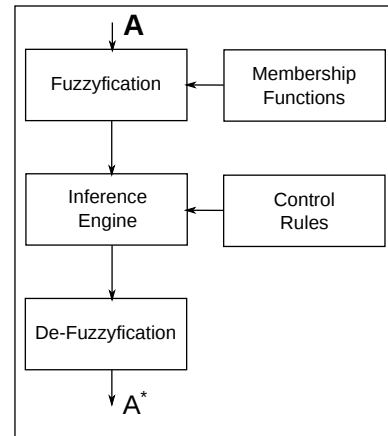 A
Fuzzyfication
Membership
Functions
Inference
Engine
Control
Rules
De-Fuzzyfication
A*